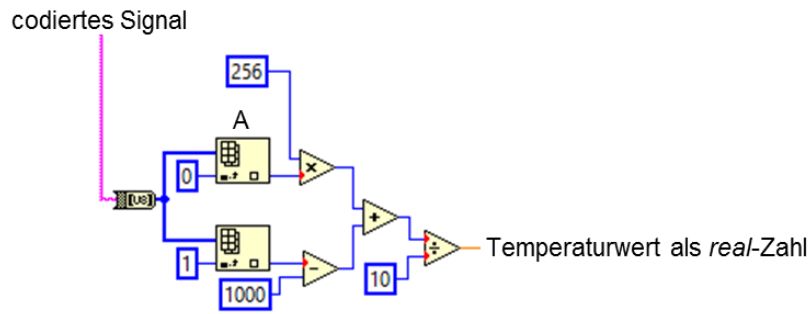 codiertes Signal
256
A
0
[U8]
×
+
÷
Temperaturwert als real-Zahl
1
−
1000
10